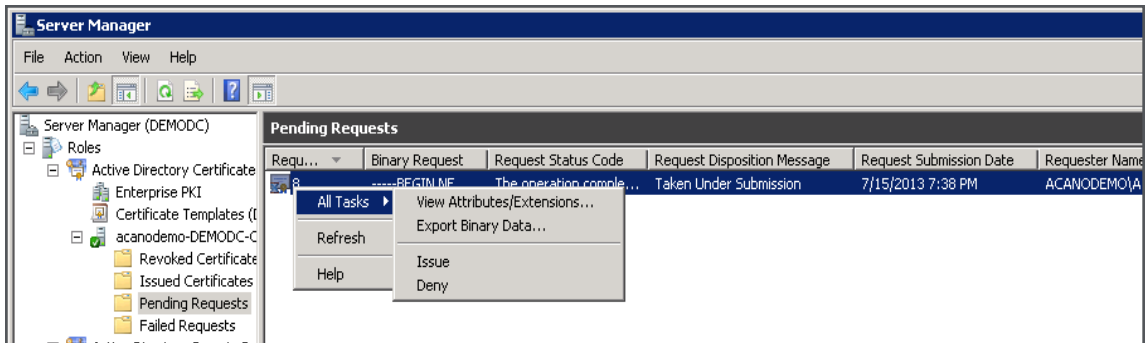 Server Manager
File Action View Help
Server Manager (DEMODC)
Roles
Active Directory Certificate
Enterprise PKI
Certificate Templates (
acanodemo-DEMODC-C
Revoked Certificate
Issued Certificates
Pending Requests
Failed Requests
Pending Requests
Requ... Binary Request Request Status Code Request Disposition Message Request Submission Date Requester Name
8 -----BEGIN NE... The operation comple... Taken Under Submission 7/15/2013 7:38 PM ACANODEMO\A
All Tasks
Refresh
Help
View Attributes/Extensions...
Export Binary Data...
Issue
Deny